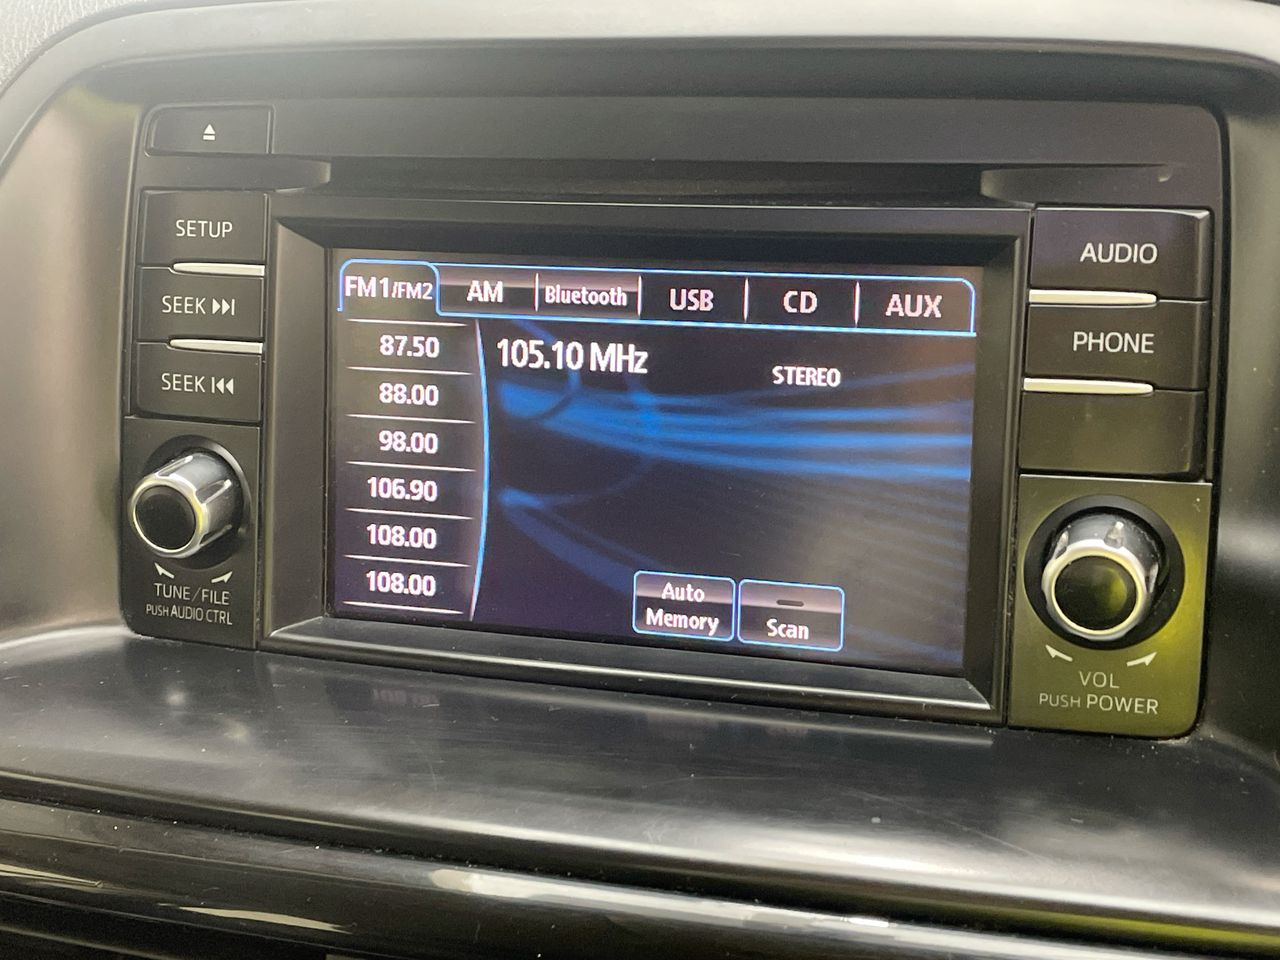 SETUP
SEEK
SEEK
TUNE/FILE
PUSH AUDIO CTRL
FM1/FM2
AM
Bluetooth
USB
CD
AUX
87.50
88.00
98.00
106.90
108.00
108.00
105.10 MHz
STEREO
Auto
Memory
Scan
AUDIO
PHONE
VOL
PUSH POWER